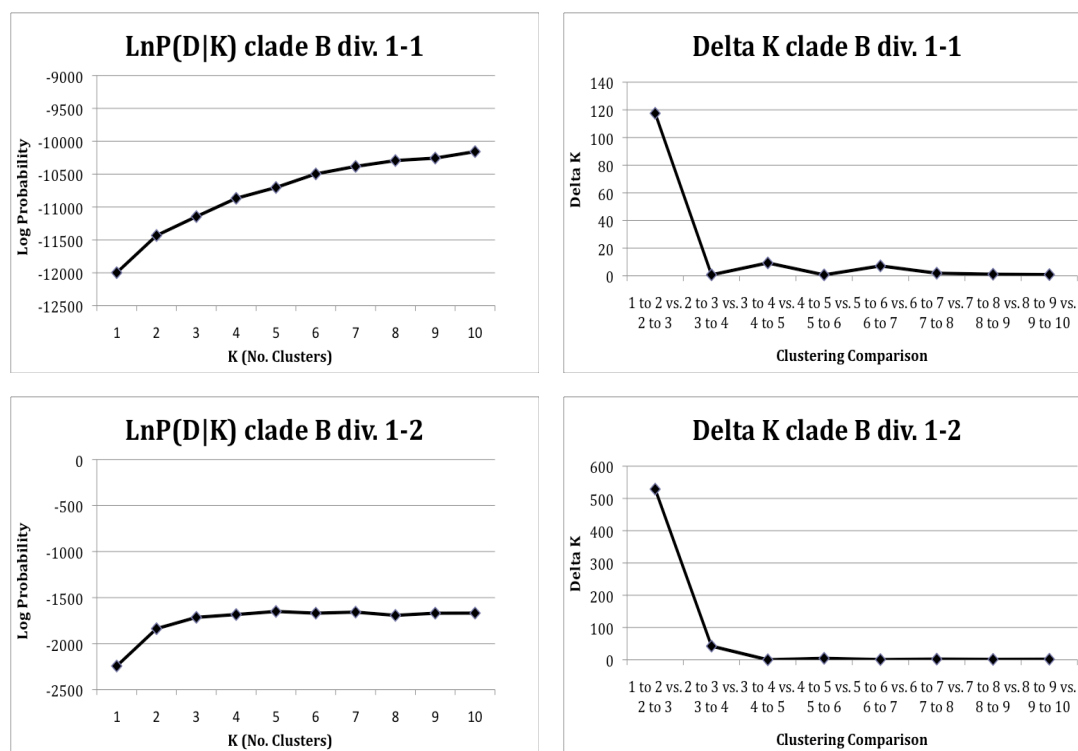 LnP(D|K) clade B div. 1-1
-9000
-9500
-10000
-10500
-11000
-11500
-12000
-12500
Log Probability
1 2 3 4 5 6 7 8 9 10
K (No. Clusters)
Delta K clade B div. 1-1
140
120
100
80
60
40
20
0
Delta K
1 to 2 vs. 2 to 3 vs. 3 to 4 vs. 4 to 5 vs. 5 to 6 vs. 6 to 7 vs. 7 to 8 vs. 8 to 9 vs.
2 to 3 3 to 4 4 to 5 5 to 6 6 to 7 7 to 8 8 to 9 9 to 10
Clustering Comparison
LnP(D|K) clade B div. 1-2
0
-500
-1000
-1500
-2000
-2500
Log Probability
1 2 3 4 5 6 7 8 9 10
K (No. Clusters)
Delta K clade B div. 1-2
600
500
400
300
200
100
0
Delta K
1 to 2 vs. 2 to 3 vs. 3 to 4 vs. 4 to 5 vs. 5 to 6 vs. 6 to 7 vs. 7 to 8 vs. 8 to 9 vs.
2 to 3 3 to 4 4 to 5 5 to 6 6 to 7 7 to 8 8 to 9 9 to 10
Clustering Comparison